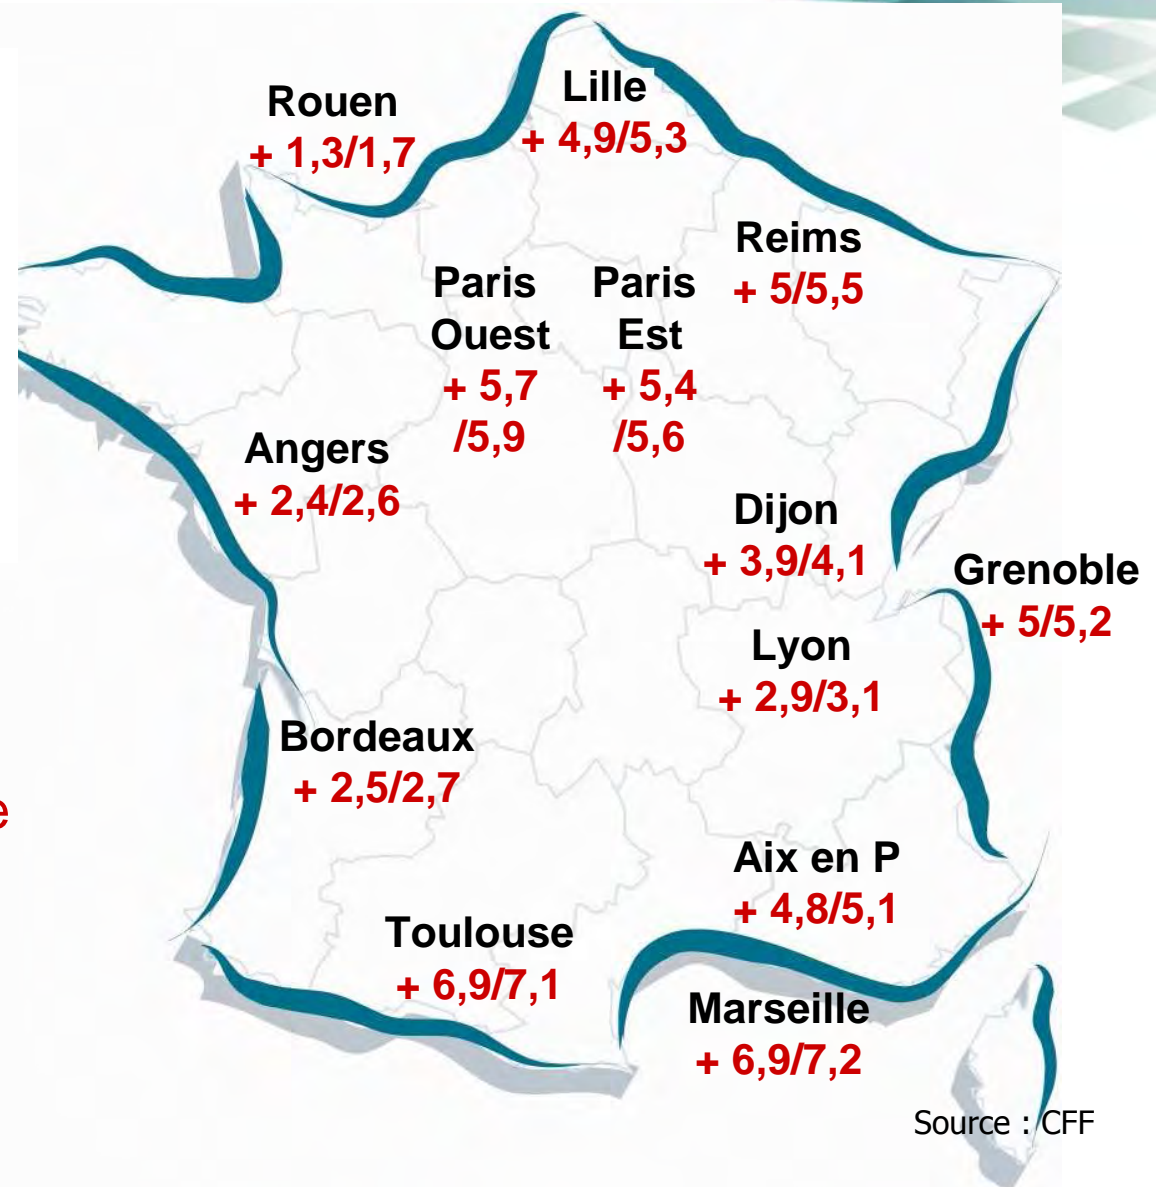 Rouen
+ 1,3/1,7
Lille
+ 4,9/5,3
Reims
+ 5/5,5
Paris
Ouest
+ 5,7
/5,9
Paris
Est
+ 5,4
/5,6
Angers
+ 2,4/2,6
Dijon
+ 3,9/4,1
Grenoble
+ 5/5,2
Lyon
+ 2,9/3,1
Bordeaux
+ 2,5/2,7
e
Aix en P
+ 4,8/5,1
Toulouse
+ 6,9/7,1
Marseille
+ 6,9/7,2
Source : CFF